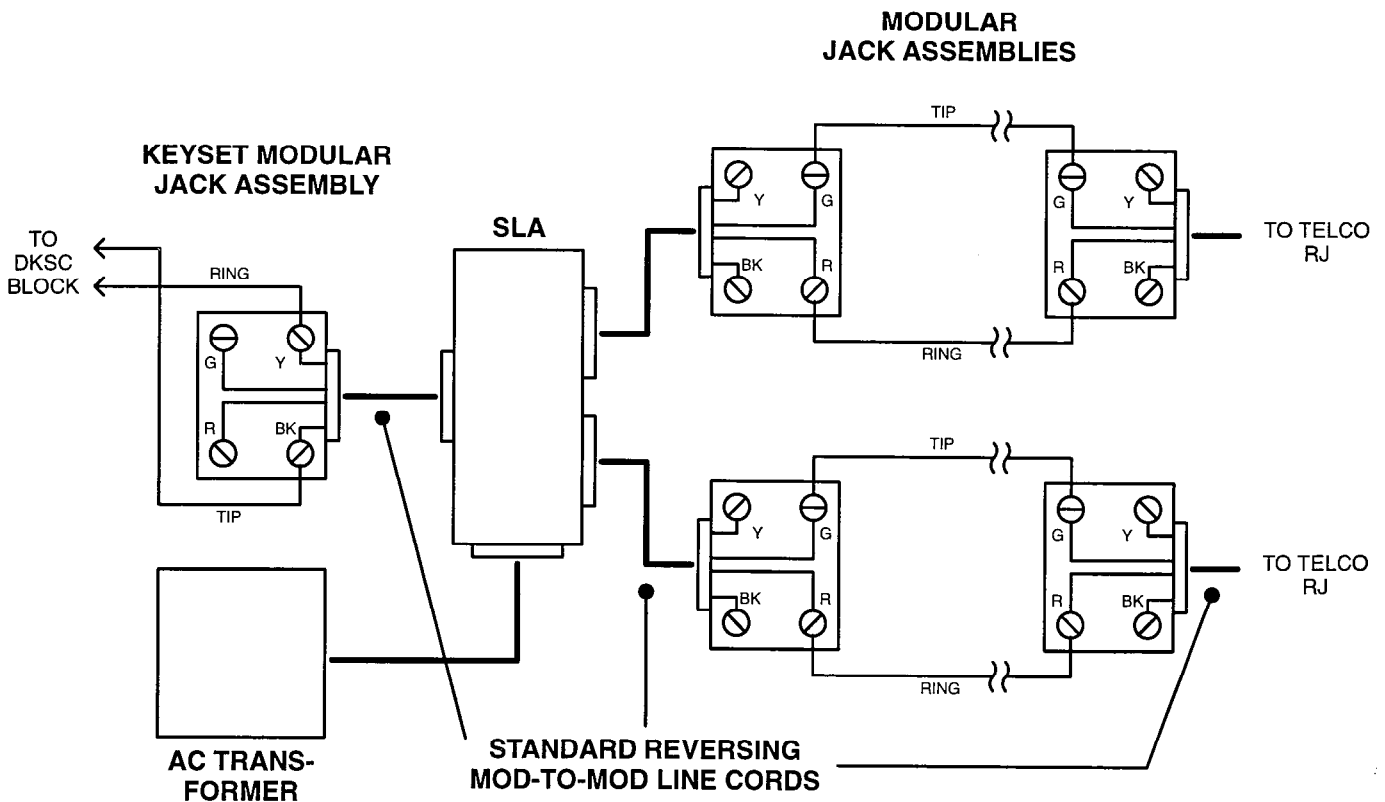 MODULAR
JACK ASSEMBLIES
KEYSET MODULAR
JACK ASSEMBLY
TO
DKSC
BLOCK
RING
G
Y
R
BK
TIP
SLA
TIP
Y
G
BK
R
RING
G
Y
R
BK
TO TELCO
RJ
TIP
Y
G
BK
R
RING
G
Y
R
BK
TO TELCO
RJ
AC TRANS-
FORMER
STANDARD REVERSING
MOD-TO-MOD LINE CORDS